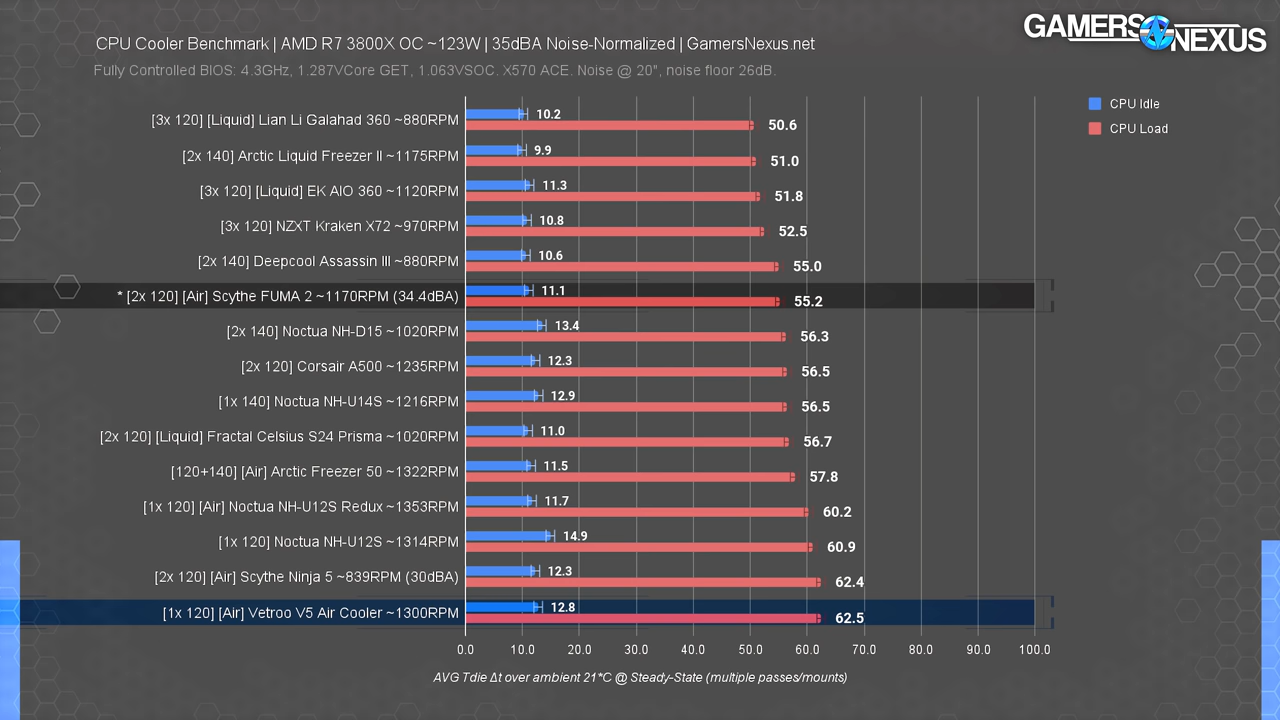 GAMERS NEXUS
CPU Cooler Benchmark | AMD R7 3800X OC ~123W | 35dBA Noise-Normalized | GamersNexus.net
Fully Controlled BIOS: 4.3GHz, 1.287VCore GET, 1.063VSOC. X570 ACE. Noise @ 20", noise floor 26dB.
CPU Idle
CPU Load
[3x 120] [Liquid] Lian Li Galahad 360 ~880RPM 10.2 50.6
[2x 140] Arctic Liquid Freezer II ~1175RPM 9.9 51.0
[3x 120] [Liquid] EK AIO 360 ~1120RPM 11.3 51.8
[3x 120] NZXT Kraken X72 ~970RPM 10.8 52.5
[2x 140] Deepcool Assassin III ~880RPM 10.6 55.0
* [2x 120] [Air] Scythe FUMA 2 ~1170RPM (34.4dBA) 11.1 55.2
[2x 140] Noctua NH-D15 ~1020RPM 13.4 56.3
[2x 120] Corsair A500 ~1235RPM 12.3 56.5
[1x 140] Noctua NH-U14S ~1216RPM 12.9 56.5
[2x 120] [Liquid] Fractal Celsius S24 Prisma ~1020RPM 11.0 56.7
[120+140] [Air] Arctic Freezer 50 ~1322RPM 11.5 57.8
[1x 120] [Air] Noctua NH-U12S Redux ~1353RPM 11.7 60.2
[1x 120] Noctua NH-U12S ~1314RPM 14.9 60.9
[2x 120] [Air] Scythe Ninja 5 ~839RPM (30dBA) 12.3 62.4
[1x 120] [Air] Vetroo V5 Air Cooler ~1300RPM 12.8 62.5
0.0 10.0 20.0 30.0 40.0 50.0 60.0 70.0 80.0 90.0 100.0
AVG Tdie Δt over ambient 21*C @ Steady-State (multiple passes/mounts)